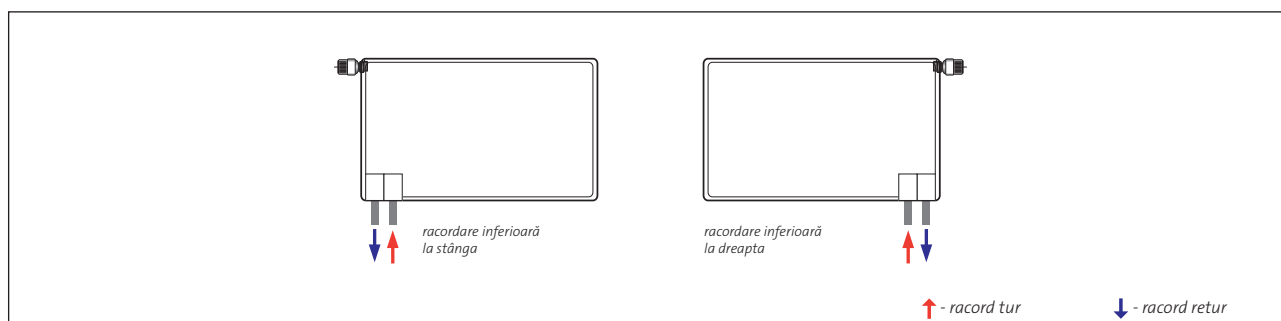 racordare inferioară
la stânga
racordare inferioară
la dreapta
- racord tur
- racord retur